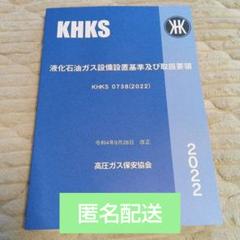 KHKS
KHK
液化石油ガス設備設置基準及び取扱要領
KHKS 0738(2022)
令和4年9月28日 改正
高圧ガス保安協会
2022
匿名配送